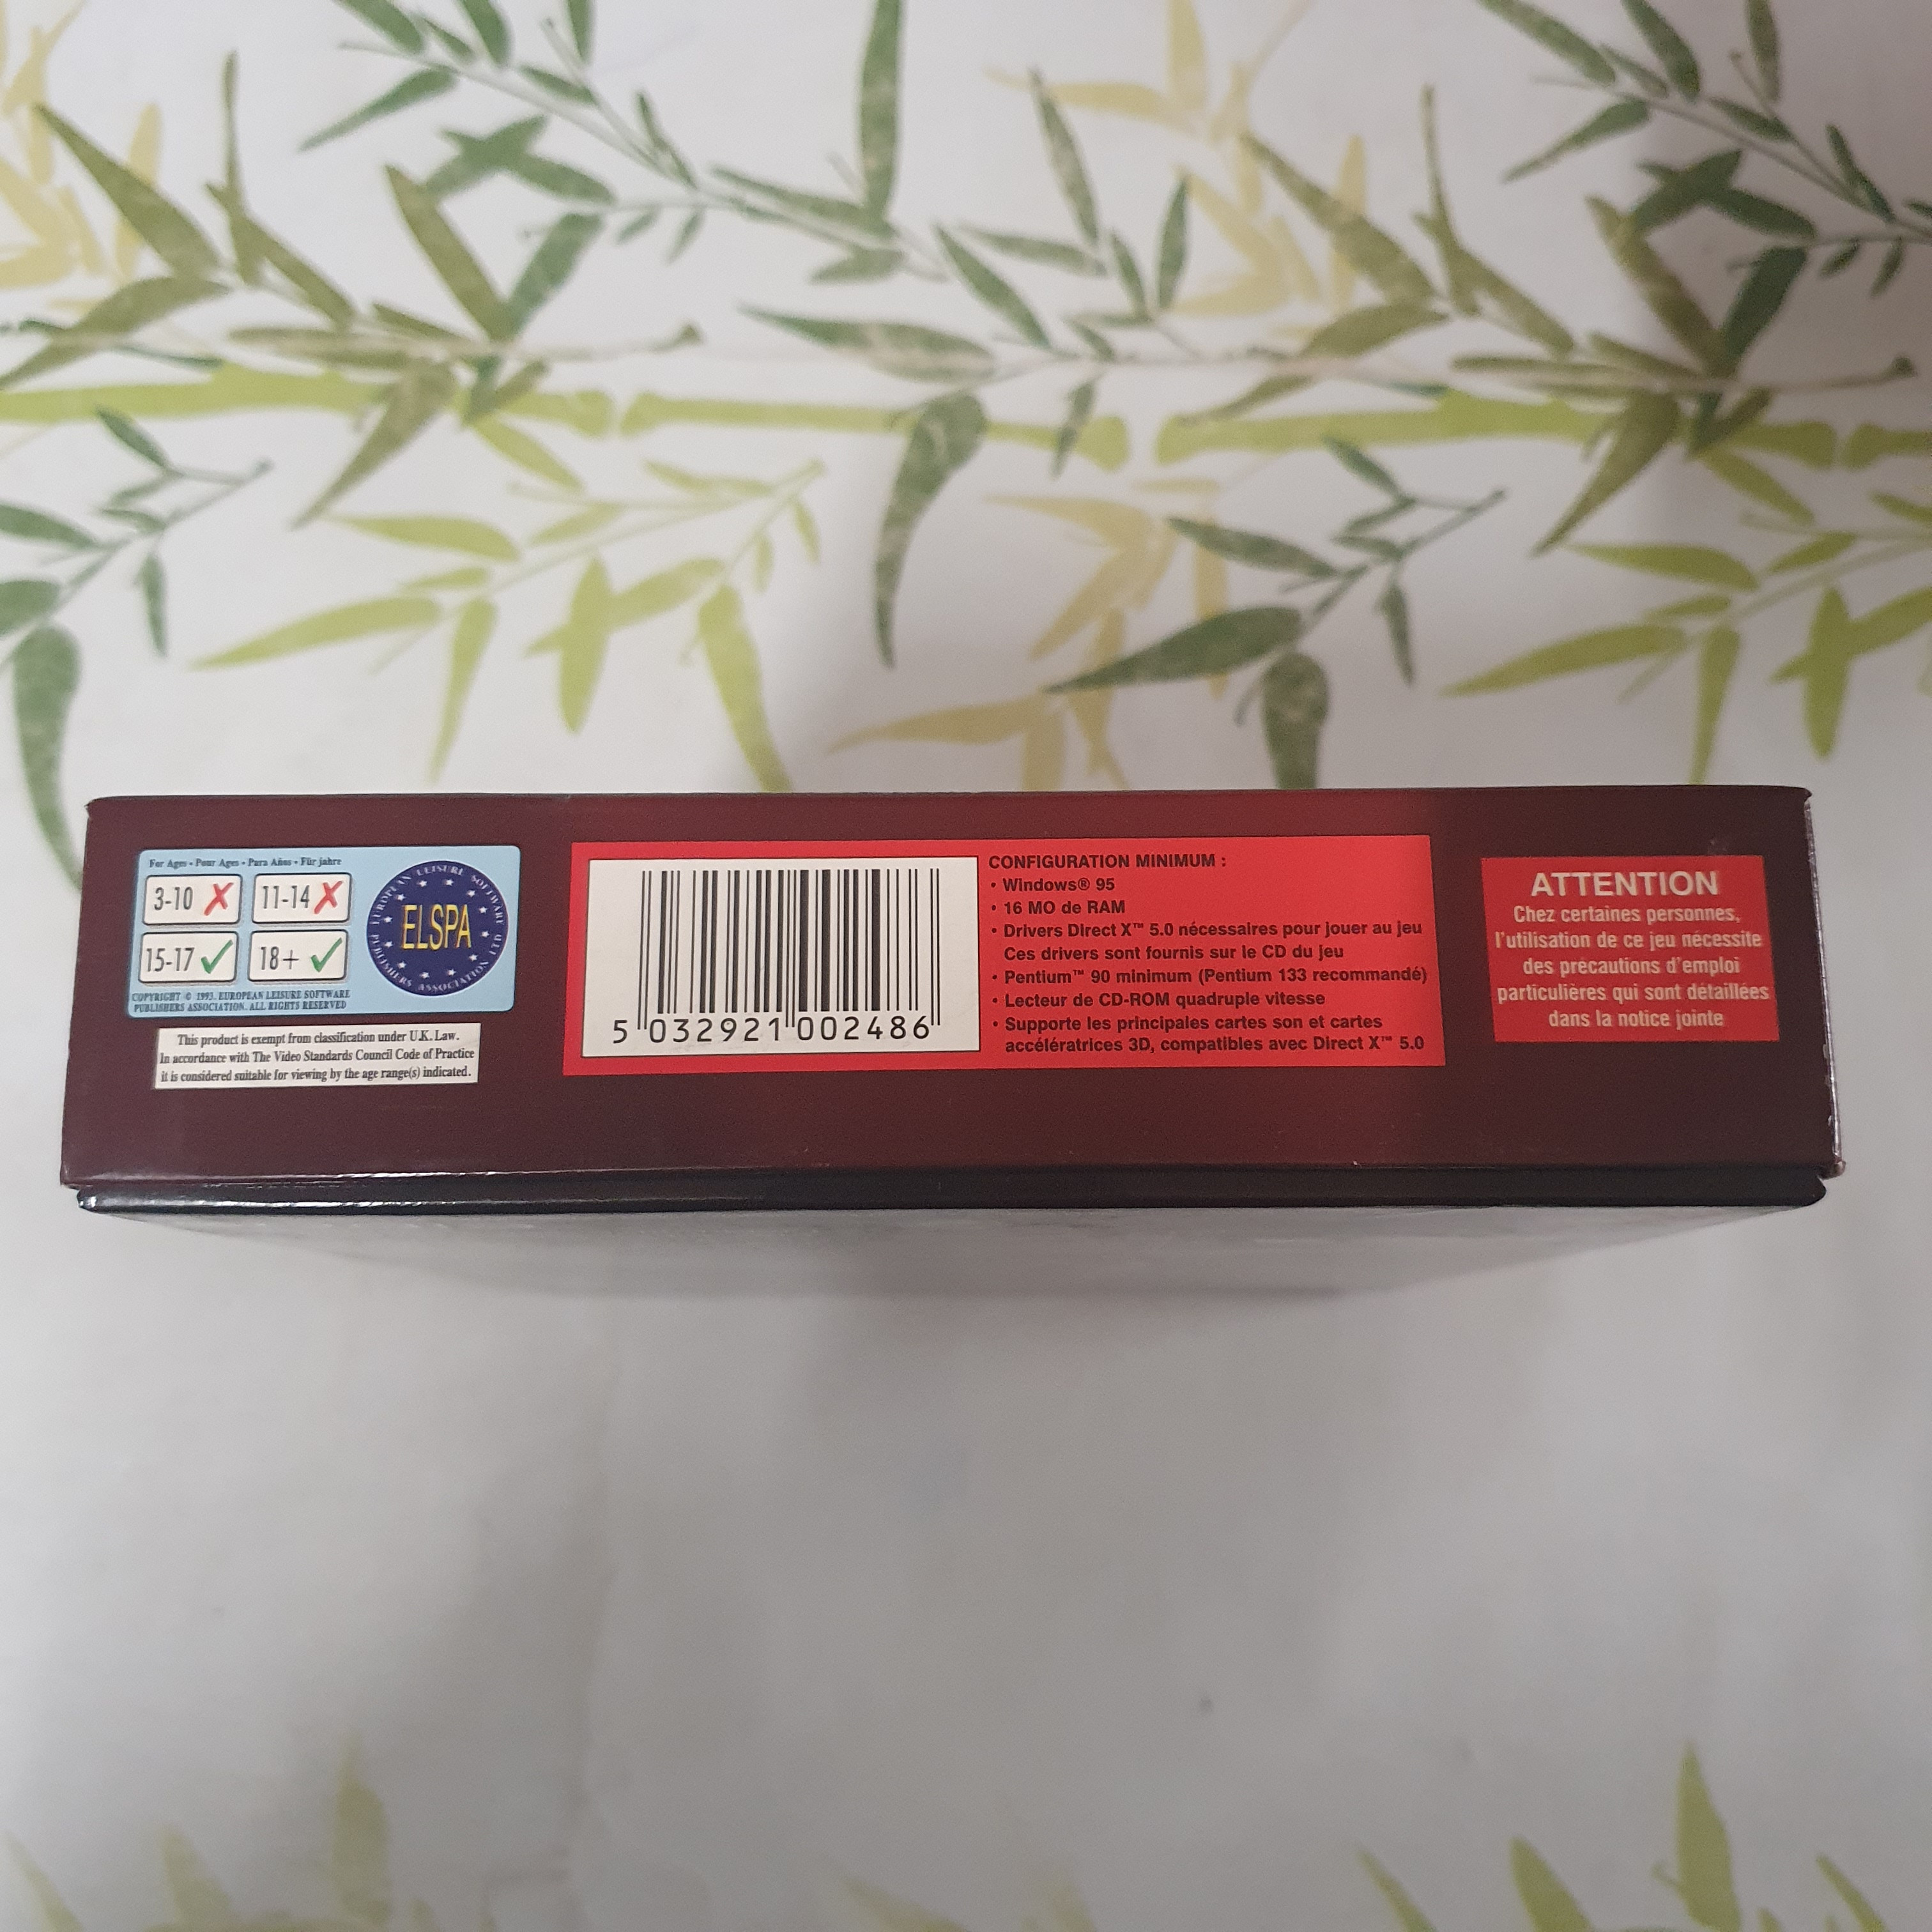 For Ages - Pour Ages - Para Años - Für jahre
3-10
11-14
15-17
18+
EUROPEAN LEISURE SOFTWARE PUBLISHERS ASSOCIATION LTD
ELSPA
COPYRIGHT © 1993. EUROPEAN LEISURE SOFTWARE
PUBLISHERS ASSOCIATION. ALL RIGHTS RESERVED
This product is exempt from classification under U.K. Law.
In accordance with The Video Standards Council Code of Practice
it is considered suitable for viewing by the age range(s) indicated.
5 032921 002486
CONFIGURATION MINIMUM :
• Windows® 95
• 16 MO de RAM
• Drivers Direct X™ 5.0 nécessaires pour jouer au jeu
Ces drivers sont fournis sur le CD du jeu
• Pentium™ 90 minimum (Pentium 133 recommandé)
• Lecteur de CD-ROM quadruple vitesse
• Supporte les principales cartes son et cartes
accélératrices 3D, compatibles avec Direct X™ 5.0
ATTENTION
Chez certaines personnes,
l'utilisation de ce jeu nécessite
des précautions d'emploi
particulières qui sont détaillées
dans la notice jointe